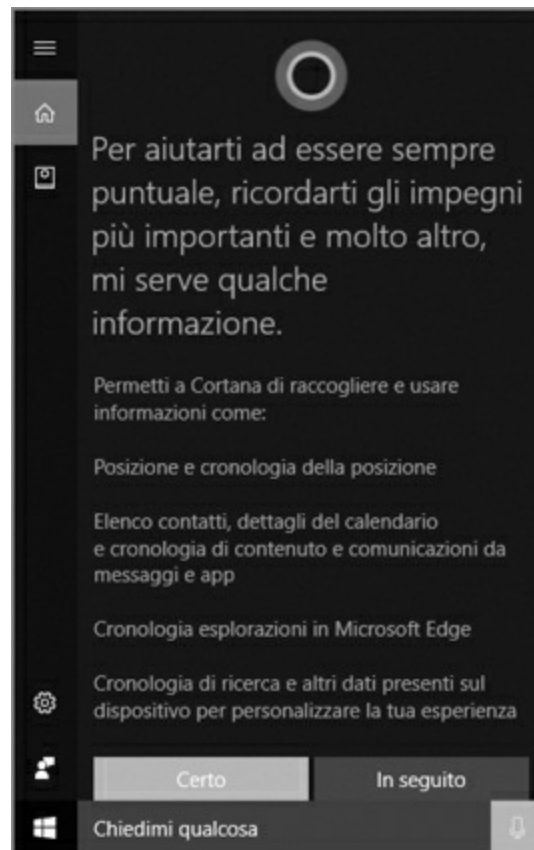 Per aiutarti ad essere sempre
puntuale, ricordarti gli impegni
più importanti e molto altro,
mi serve qualche
informazione.
Permetti a Cortana di raccogliere e usare
informazioni come:
Posizione e cronologia della posizione
Elenco contatti, dettagli del calendario
e cronologia di contenuto e comunicazioni da
messaggi e app
Cronologia esplorazioni in Microsoft Edge
Cronologia di ricerca e altri dati presenti sul
dispositivo per personalizzare la tua esperienza
Certo In seguito
Chiedimi qualcosa